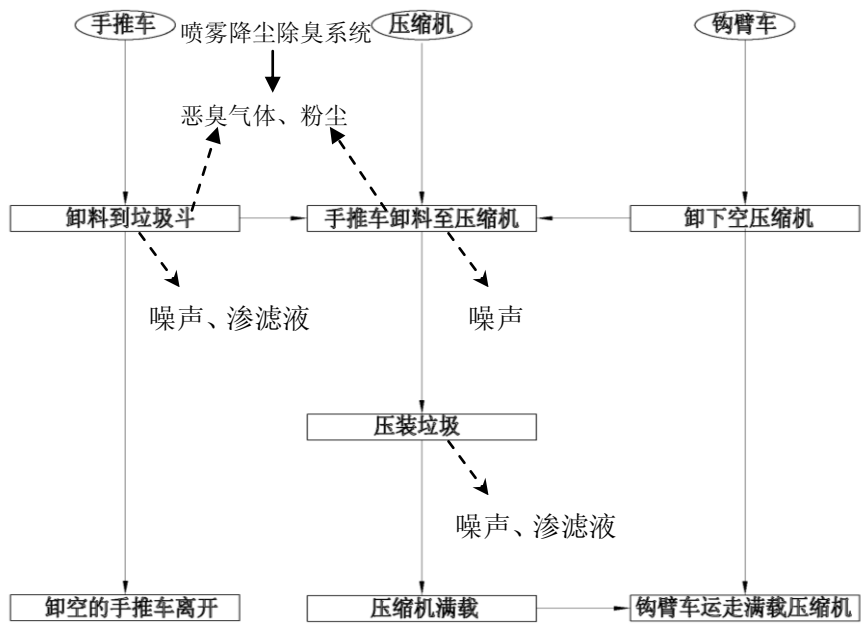 手推车
喷雾降尘除臭系统
压缩机
钩臂车
恶臭气体、粉尘
卸料到垃圾斗
手推车卸料至压缩机
卸下空压缩机
噪声、渗滤液
噪声
压装垃圾
噪声、渗滤液
卸空的手推车离开
压缩机满载
钩臂车运走满载压缩机